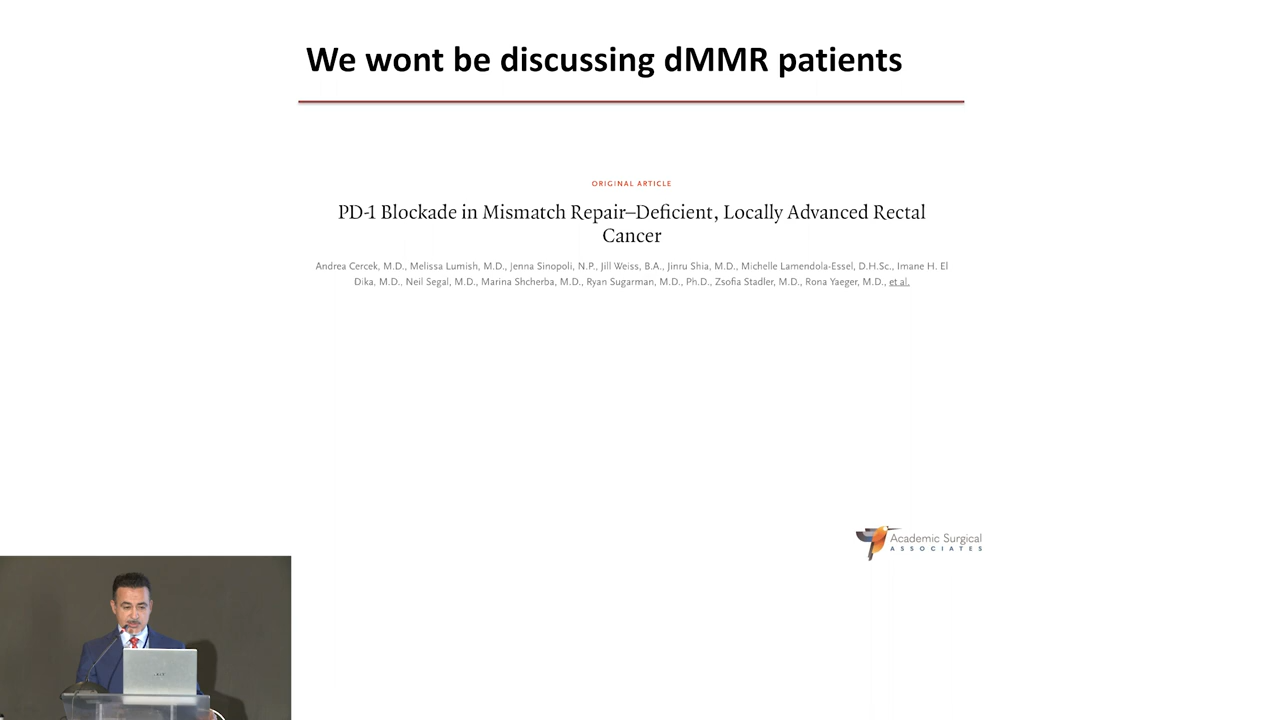 We wont be discussing dMMR patients
ORIGINAL ARTICLE
PD-1 Blockade in Mismatch Repair–Deficient, Locally Advanced Rectal
Cancer
Andrea Cercek, M.D., Melissa Lumish, M.D., Jenna Sinopoli, N.P., Jill Weiss, B.A., Jinru Shia, M.D., Michelle Lamendola-Essel, D.H.Sc., Imane H. El
Dika, M.D., Neil Segal, M.D., Marina Shcherba, M.D., Ryan Sugarman, M.D., Ph.D., Zsofia Stadler, M.D., Rona Yaeger, M.D., et al.
Academic Surgical
ASSOCIATES